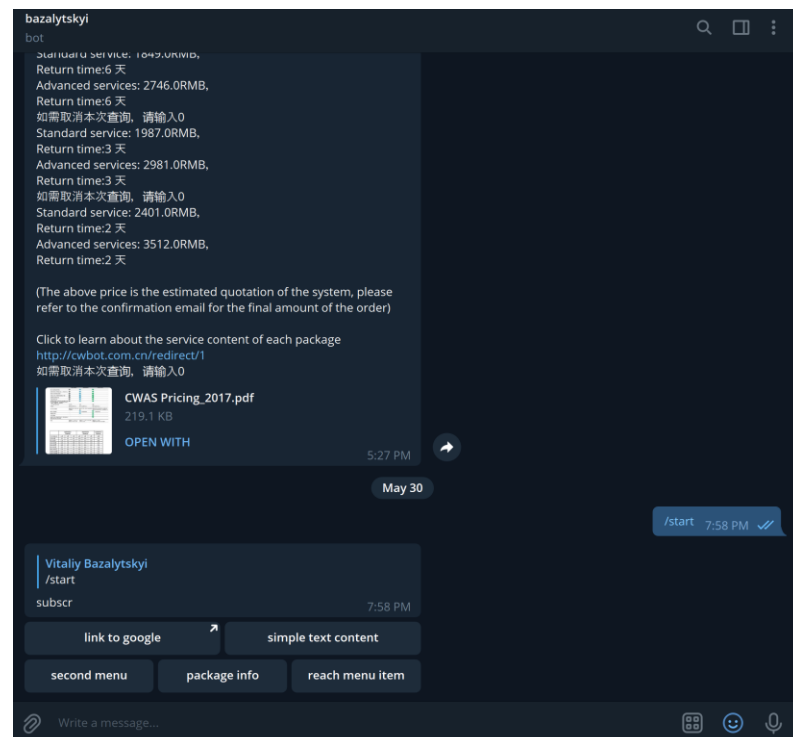 bazalytskyi
bot
Standard service: 1849.0RMB,
Return time:6 天
Advanced services: 2746.0RMB,
Return time:6 天
如需取消本次查询，请输入0
Standard service: 1987.0RMB,
Return time:3 天
Advanced services: 2981.0RMB,
Return time:3 天
如需取消本次查询，请输入0
Standard service: 2401.0RMB,
Return time:2 天
Advanced services: 3512.0RMB,
Return time:2 天
(The above price is the estimated quotation of the system, please
refer to the confirmation email for the final amount of the order)
Click to learn about the service content of each package
http://cwbot.com.cn/redirect/1
如需取消本次查询，请输入0
CWAS Pricing_2017.pdf
219.1 KB
OPEN WITH
5:27 PM
May 30
/start 7:58 PM
Vitaliy Bazalytskyi
/start
subscr 7:58 PM
link to google simple text content
second menu package info reach menu item
Write a message...